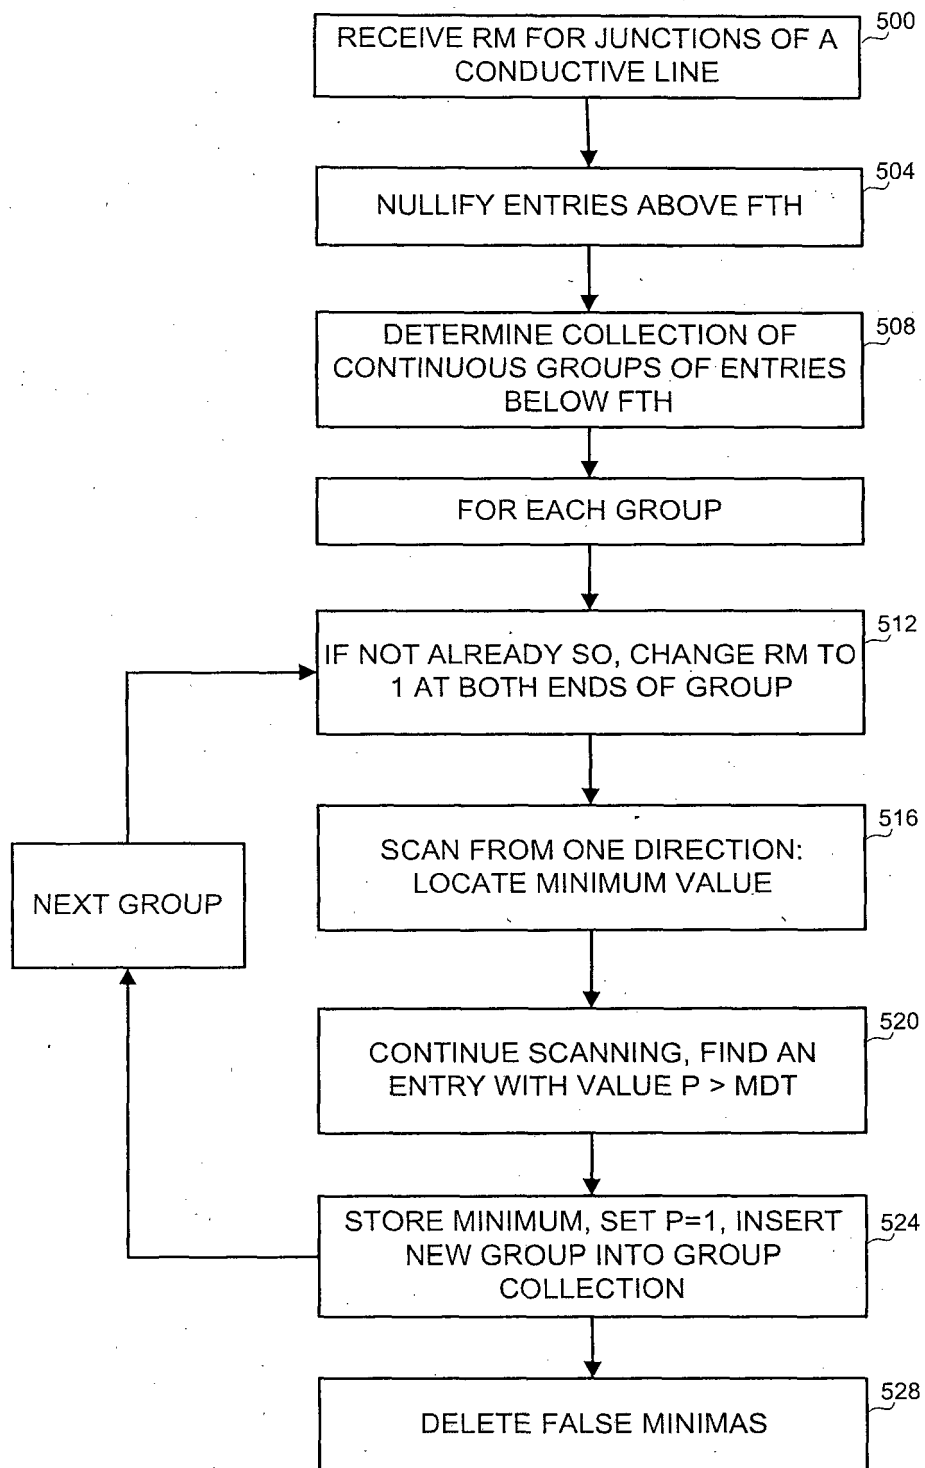 500
RECEIVE RM FOR JUNCTIONS OF A
CONDUCTIVE LINE
504
NULLIFY ENTRIES ABOVE FTH
508
DETERMINE COLLECTION OF
CONTINUOUS GROUPS OF ENTRIES
BELOW FTH
FOR EACH GROUP
512
IF NOT ALREADY SO, CHANGE RM TO
1 AT BOTH ENDS OF GROUP
516
SCAN FROM ONE DIRECTION:
LOCATE MINIMUM VALUE
NEXT GROUP
520
CONTINUE SCANNING, FIND AN
ENTRY WITH VALUE P > MDT
524
STORE MINIMUM, SET P=1, INSERT
NEW GROUP INTO GROUP
COLLECTION
528
DELETE FALSE MINIMAS